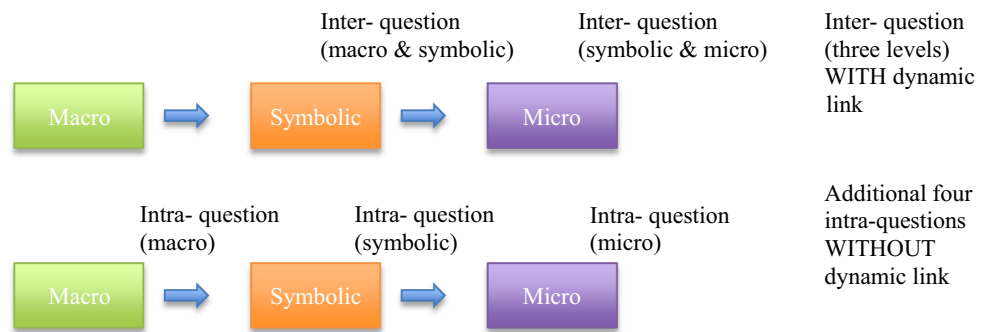 Inter- question
(macro & symbolic)
Inter- question
(symbolic & micro)
Inter- question
(three levels)
WITH dynamic
link
Macro
Symbolic
Micro
Intra- question
(macro)
Intra- question
(symbolic)
Intra- question
(micro)
Additional four
intra-questions
WITHOUT
dynamic link
Macro
Symbolic
Micro